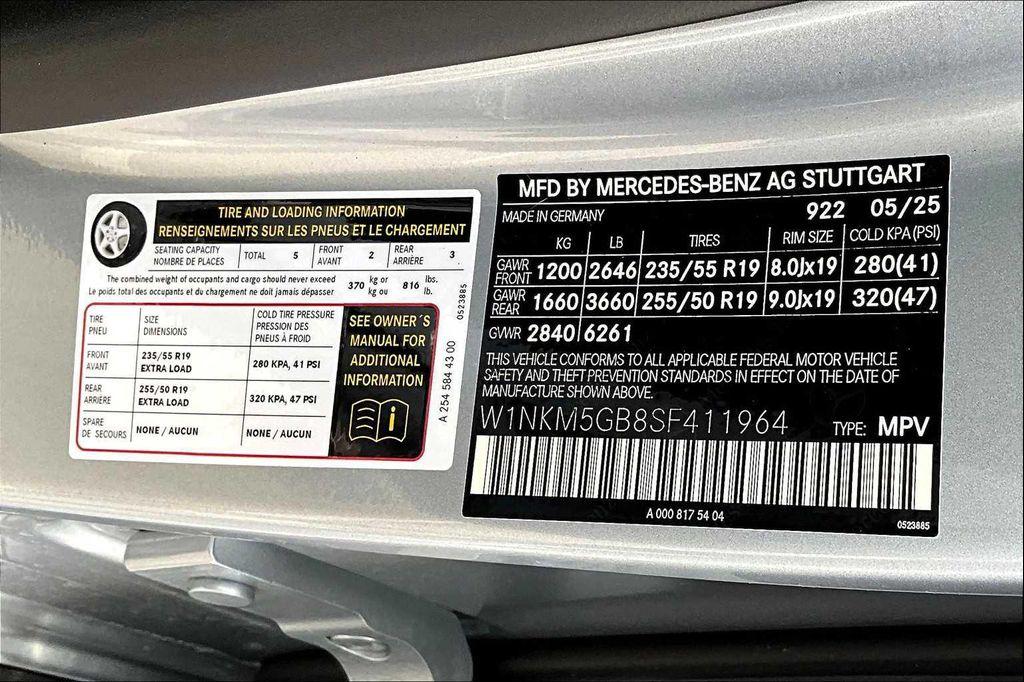 TIRE AND LOADING INFORMATION
RENSEIGNEMENTS SUR LES PNEUS ET LE CHARGEMENT
SEATING CAPACITY
NOMBRE DE PLACES
TOTAL 5
FRONT
AVANT
2
REAR
ARRIÈRE
3
The combined weight of occupants and cargo should never exceed
Le poids total des occupants et du chargement ne doit jamais dépasser
370 kg or
kg ou
816 lbs.
lb.
TIRE
PNEU
SIZE
DIMENSIONS
COLD TIRE PRESSURE
PRESSION DES
PNEUS À FROID
FRONT
AVANT
235/55 R19
EXTRA LOAD
280 KPA, 41 PSI
REAR
ARRIÈRE
255/50 R19
EXTRA LOAD
320 KPA, 47 PSI
SPARE
DE SECOURS
NONE / AUCUN
NONE / AUCUN
SEE OWNER´S
MANUAL FOR
ADDITIONAL
INFORMATION
i
A 254 584 43 00
0523885
MFD BY MERCEDES-BENZ AG STUTTGART
MADE IN GERMANY 922 05/25
KG LB TIRES RIM SIZE COLD KPA(PSI)
GAWR
FRONT
1200 2646 235/55 R19 8.0Jx19 280(41)
GAWR
REAR
1660 3660 255/50 R19 9.0Jx19 320(47)
GVWR 2840 6261
THIS VEHICLE CONFORMS TO ALL APPLICABLE FEDERAL MOTOR VEHICLE
SAFETY AND THEFT PREVENTION STANDARDS IN EFFECT ON THE DATE OF
MANUFACTURE SHOWN ABOVE.
W1NKM5GB8SF411964 TYPE: MPV
A 000 817 54 04
0523885